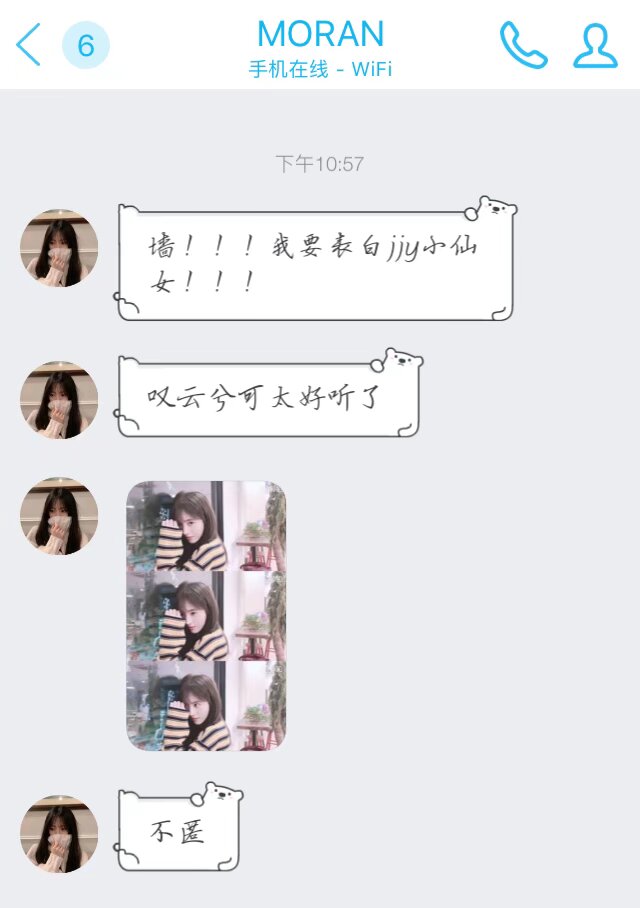 6
MORAN
手机在线 - WiFi
下午10:57
墙！！！我要表白jjy小仙
女！！！
叹云兮可太好听了
不匿